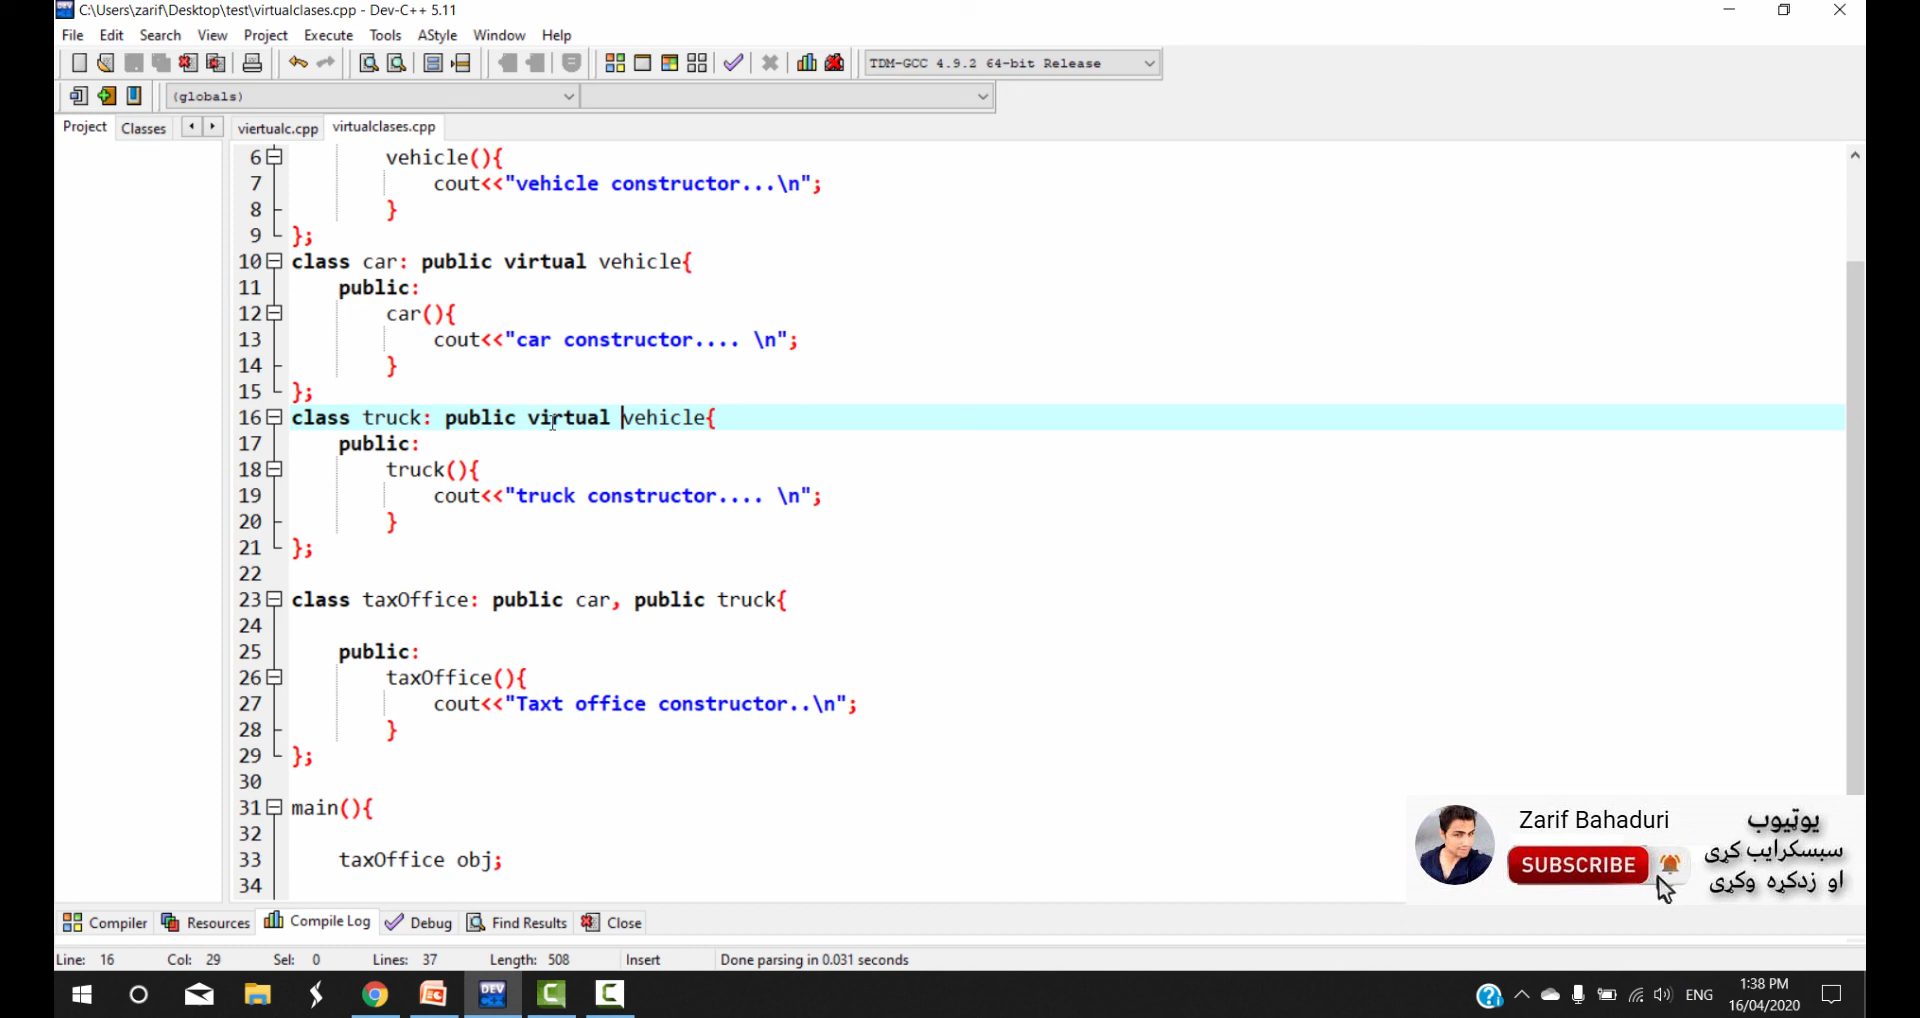 C:\Users\zarif\Desktop\test\virtualclases.cpp - Dev-C++ 5.11
File Edit Search View Project Execute Tools AStyle Window Help
TDM-GCC 4.9.2 64-bit Release
(globals)
Project Classes viertualc.cpp virtualclases.cpp
6 vehicle(){
7 cout<<"vehicle constructor...\n";
8 }
9 };
10 class car: public virtual vehicle{
11 public:
12 car(){
13 cout<<"car constructor.... \n";
14 }
15 };
16 class truck: public virtual vehicle{
17 public:
18 truck(){
19 cout<<"truck constructor.... \n";
20 }
21 };
22
23 class taxOffice: public car, public truck{
24
25 public:
26 taxOffice(){
27 cout<<"Taxt office constructor..\n";
28 }
29 };
30
31 main(){
32
33 taxOffice obj;
34
Zarif Bahaduri
SUBSCRIBE
یوټیوب
سبسکرایب کړی
او زدکړه وکړی
Compiler Resources Compile Log Debug Find Results Close
Line: 16 Col: 29 Sel: 0 Lines: 37 Length: 508 Insert Done parsing in 0.031 seconds
DEV
ENG
1:38 PM
16/04/2020